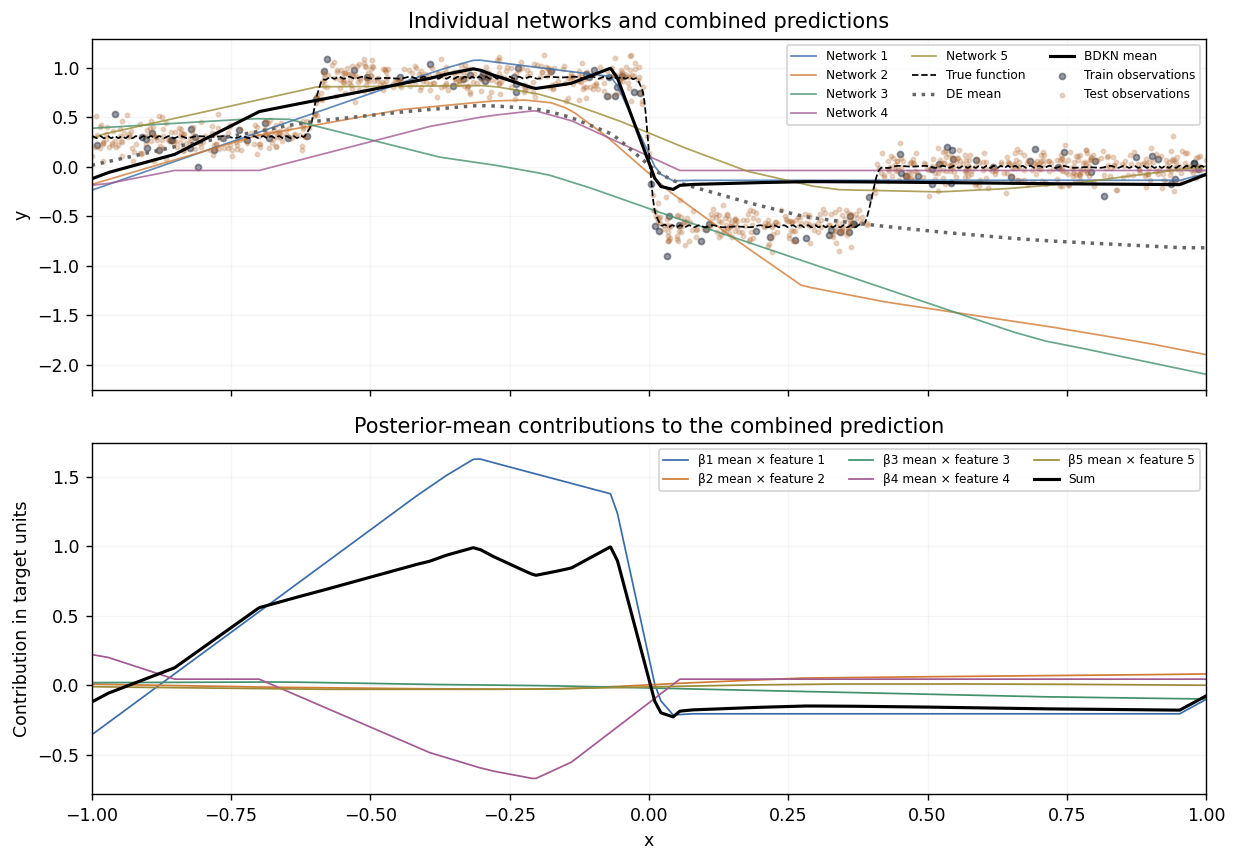 Individual networks and combined predictions
Network 1
Network 2
Network 3
Network 4
Network 5
True function
DE mean
BDKN mean
Train observations
Test observations
1.0
0.5
0.0
−0.5
−1.0
−1.5
−2.0
y
Posterior-mean contributions to the combined prediction
β1 mean × feature 1
β2 mean × feature 2
β3 mean × feature 3
β4 mean × feature 4
β5 mean × feature 5
Sum
1.5
1.0
0.5
0.0
−0.5
Contribution in target units
−1.00 −0.75 −0.50 −0.25 0.00 0.25 0.50 0.75 1.00
x